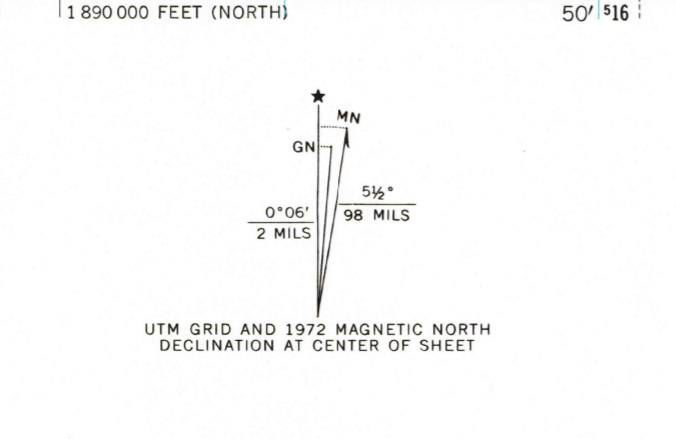 1 890 000 FEET (NORTH)
50′ ⁵16
★
MN
GN
0°06′
2 MILS
5½°
98 MILS
UTM GRID AND 1972 MAGNETIC NORTH
DECLINATION AT CENTER OF SHEET